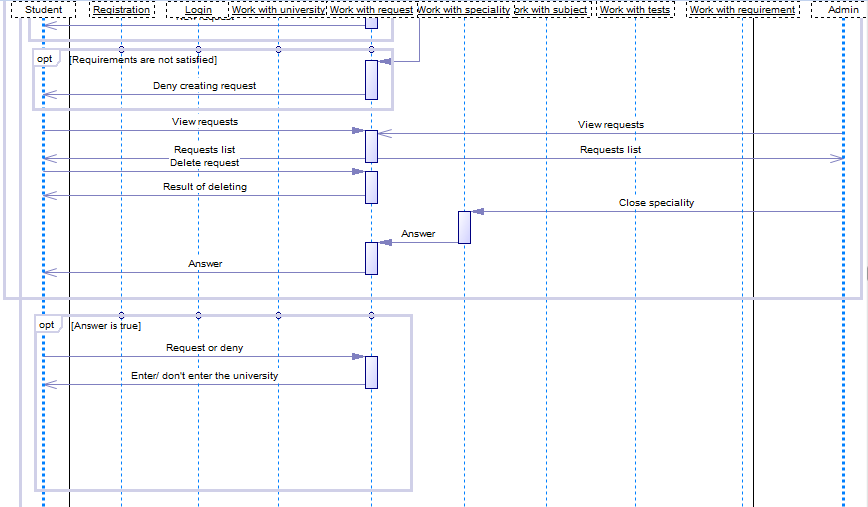 Student Registration Login Work with university Work with request Work with speciality ork with subject Work with tests Work with requirement Admin
View request
opt [Requirements are not satisfied]
Deny creating request
View requests
View requests
Requests list
Requests list
Delete request
Result of deleting
Close speciality
Answer
Answer
opt [Answer is true]
Request or deny
Enter/ don't enter the university